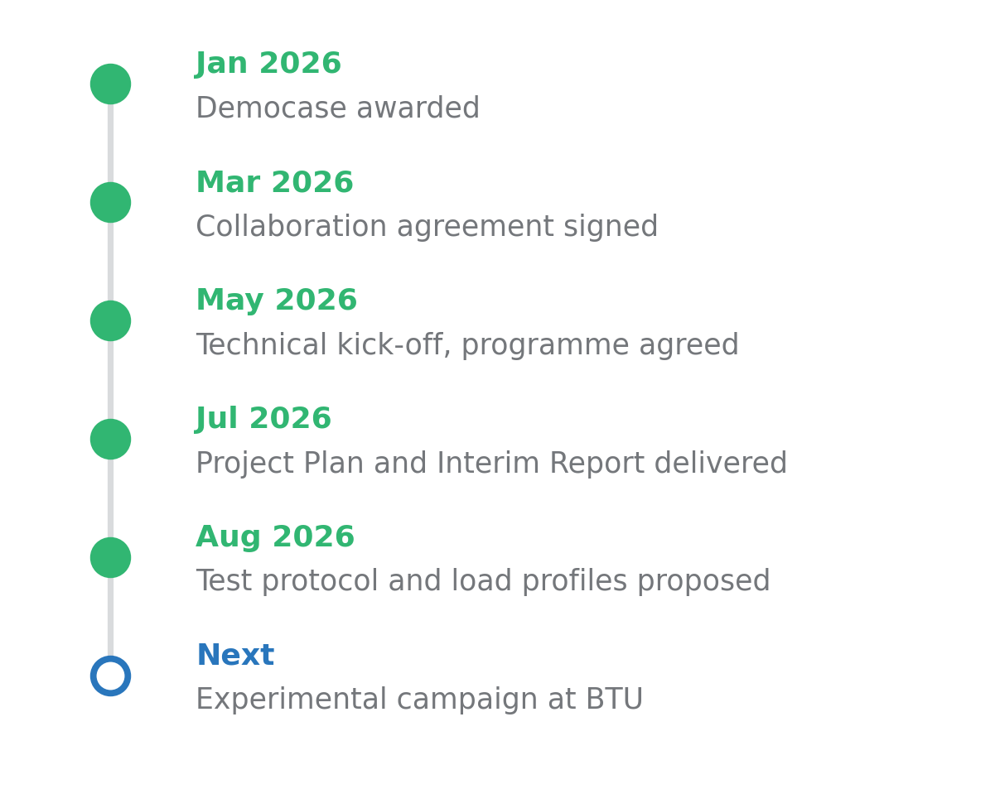 Jan 2026
Democase awarded
Mar 2026
Collaboration agreement signed
May 2026
Technical kick-off, programme agreed
Jul 2026
Project Plan and Interim Report delivered
Aug 2026
Test protocol and load profiles proposed
Next
Experimental campaign at BTU